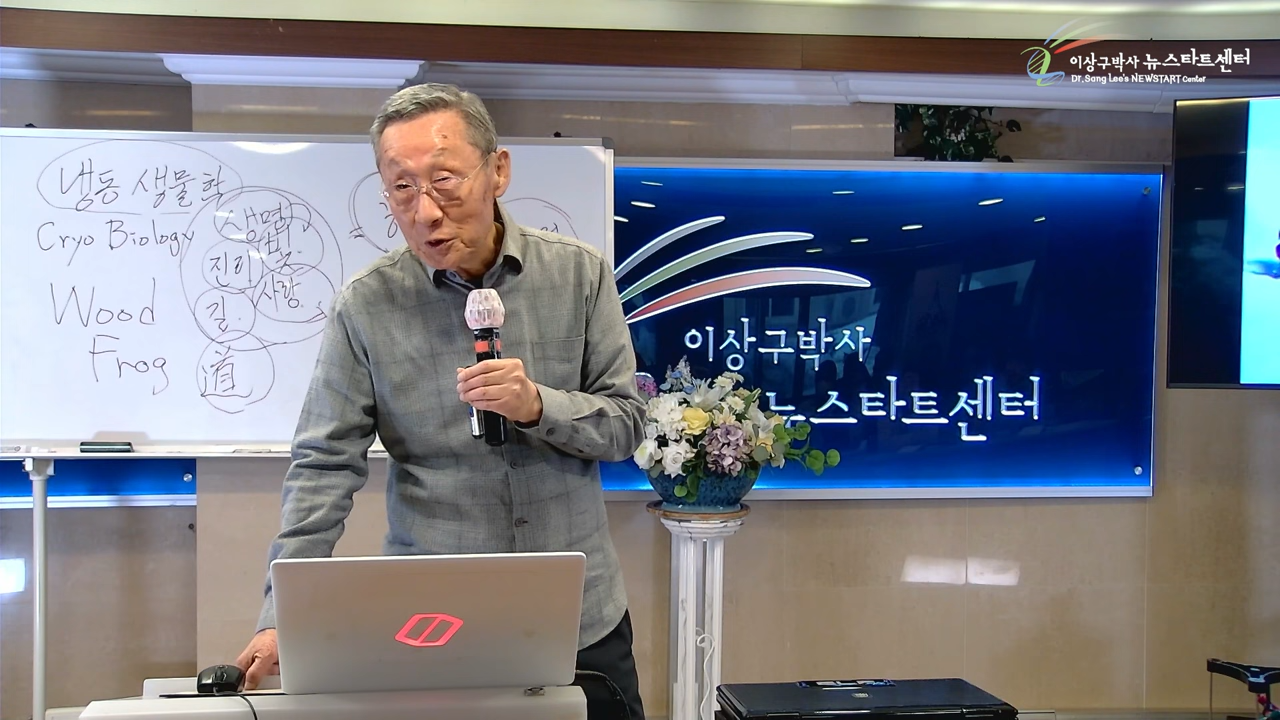 이상구박사 뉴스타트센터
Dr. Sang Lee's NEWSTART Center
냉동 생물학
Cryo Biology
Wood
Frog
생명
진리
사랑
길
道
이상구박사
뉴스타트센터